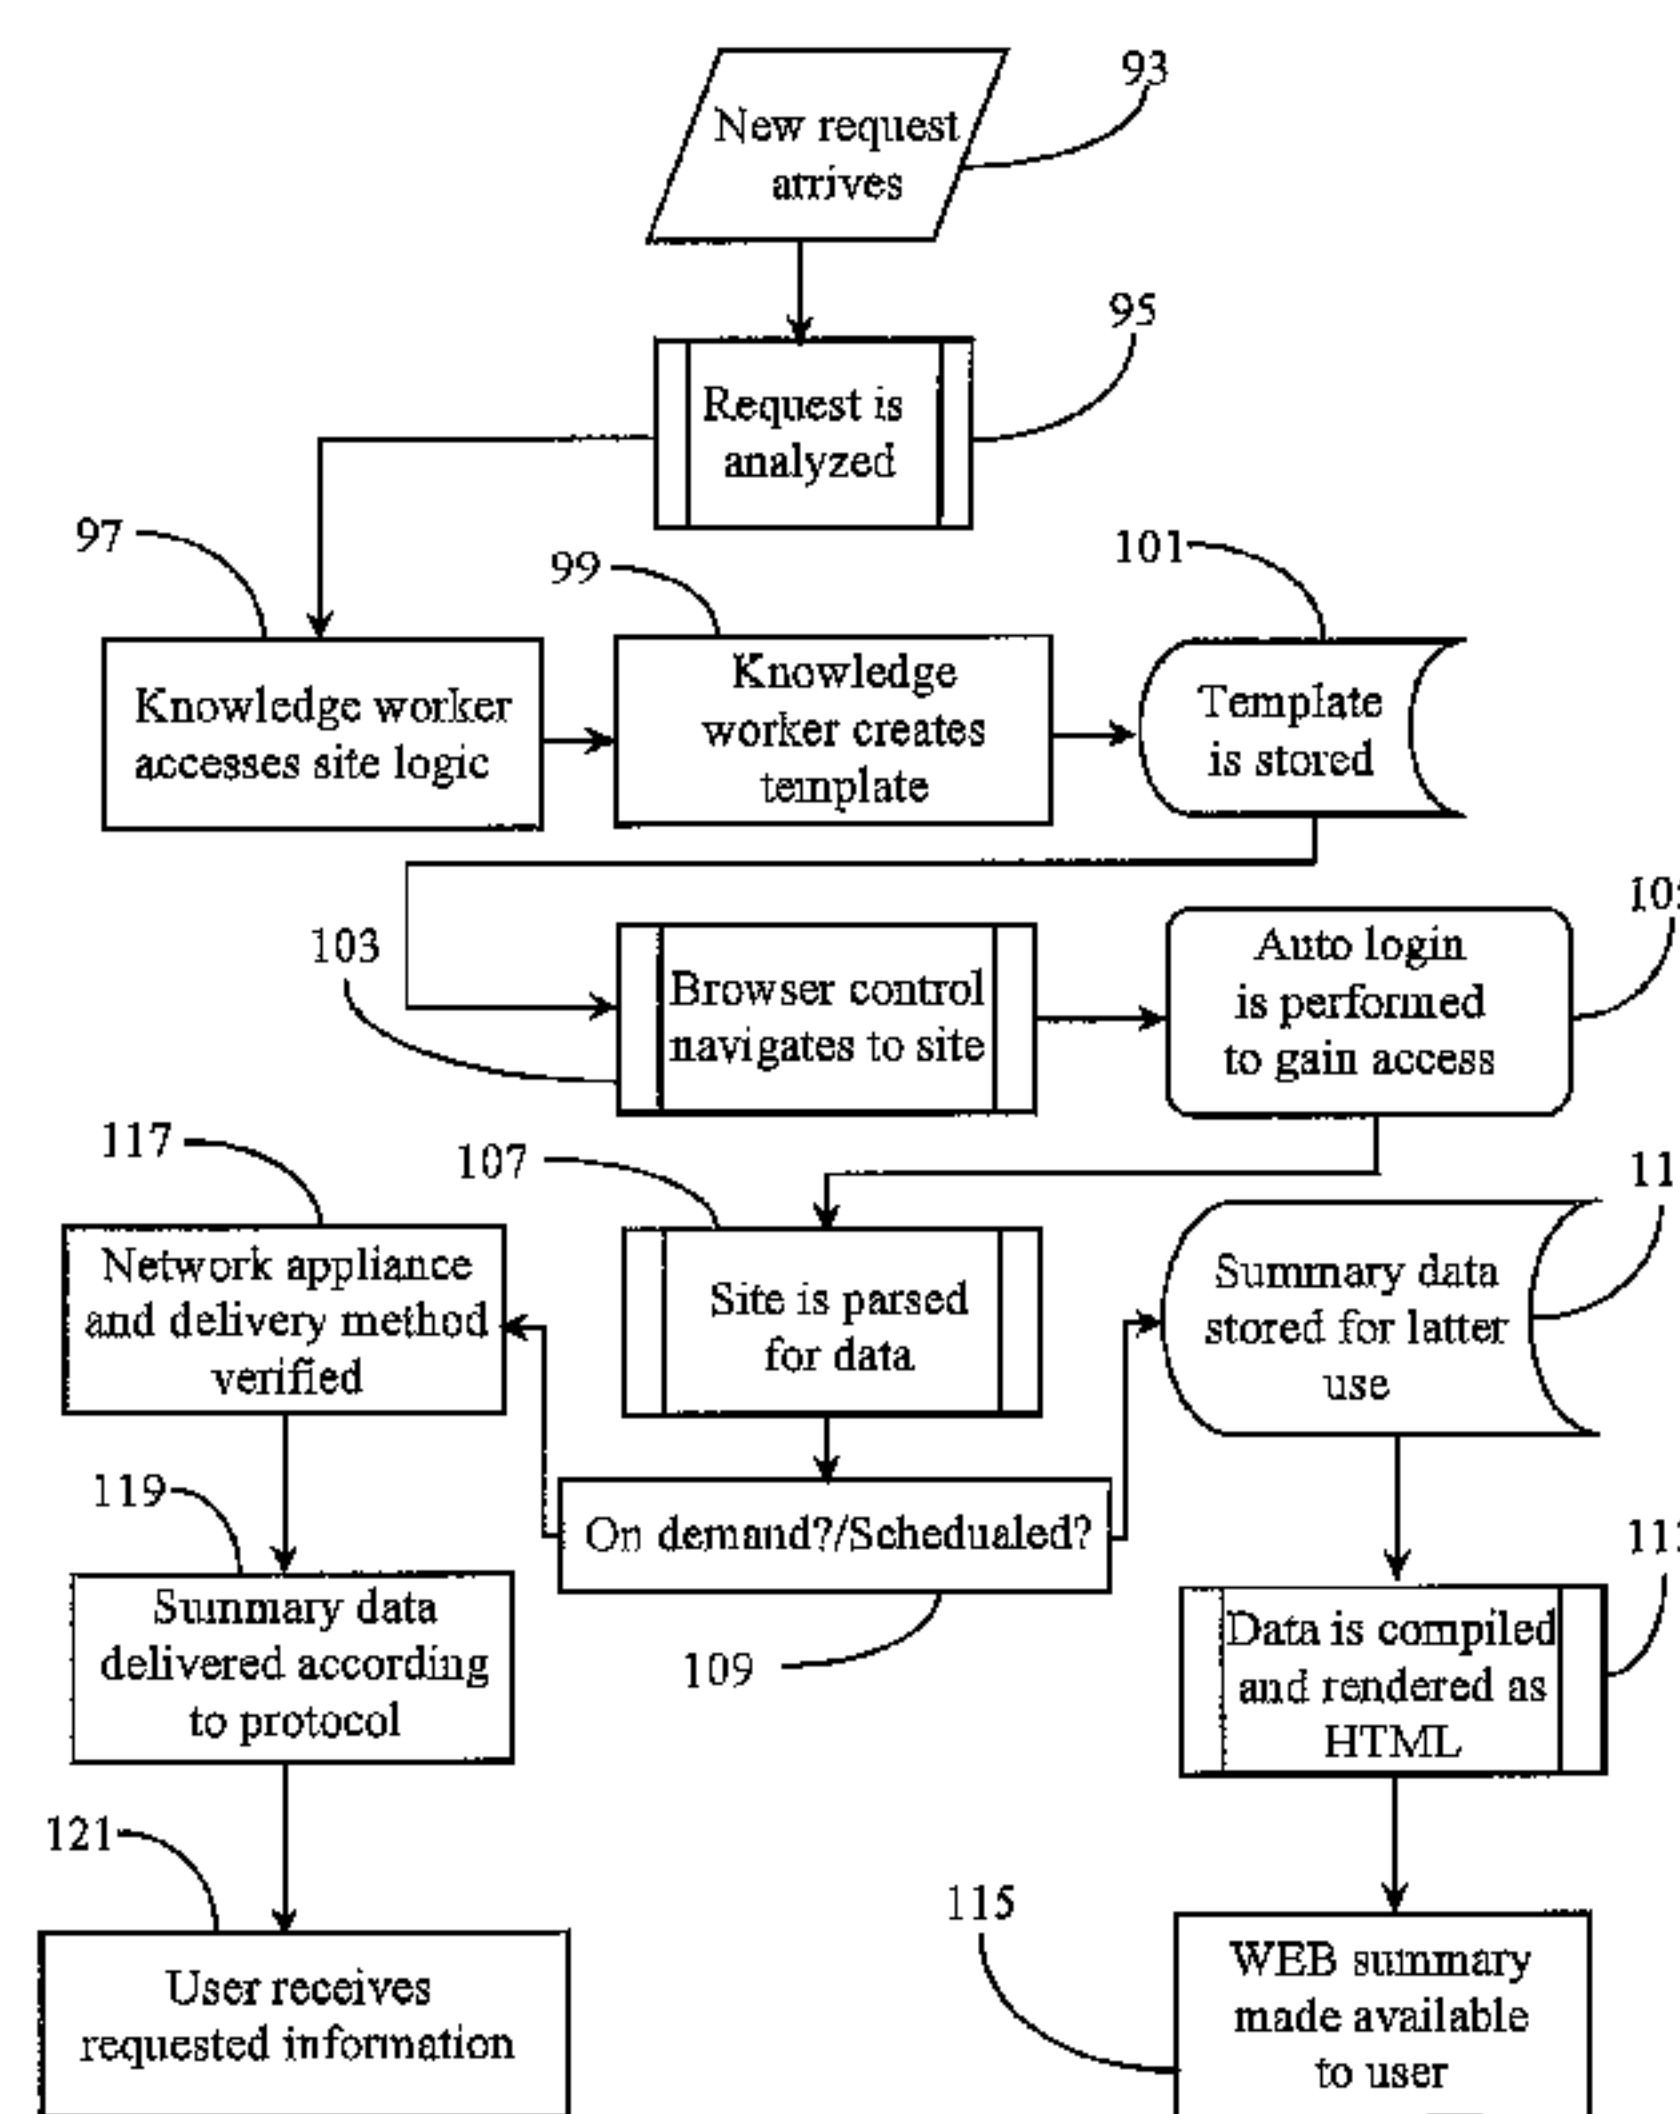 93
New request
arrives
95
Request is
analyzed
97
99
101
Knowledge worker
accesses site logic
Knowledge
worker creates
template
Template
is stored
103
Browser control
navigates to site
Auto login
is performed
to gain access
117
107
Network appliance
and delivery method
verified
Site is parsed
for data
Summary data
stored for latter
use
119
On demand?/Schedualed?
109
Summary data
delivered according
to protocol
Data is compiled
and rendered as
HTML
121
115
User receives
requested information
WEB summary
made available
to user